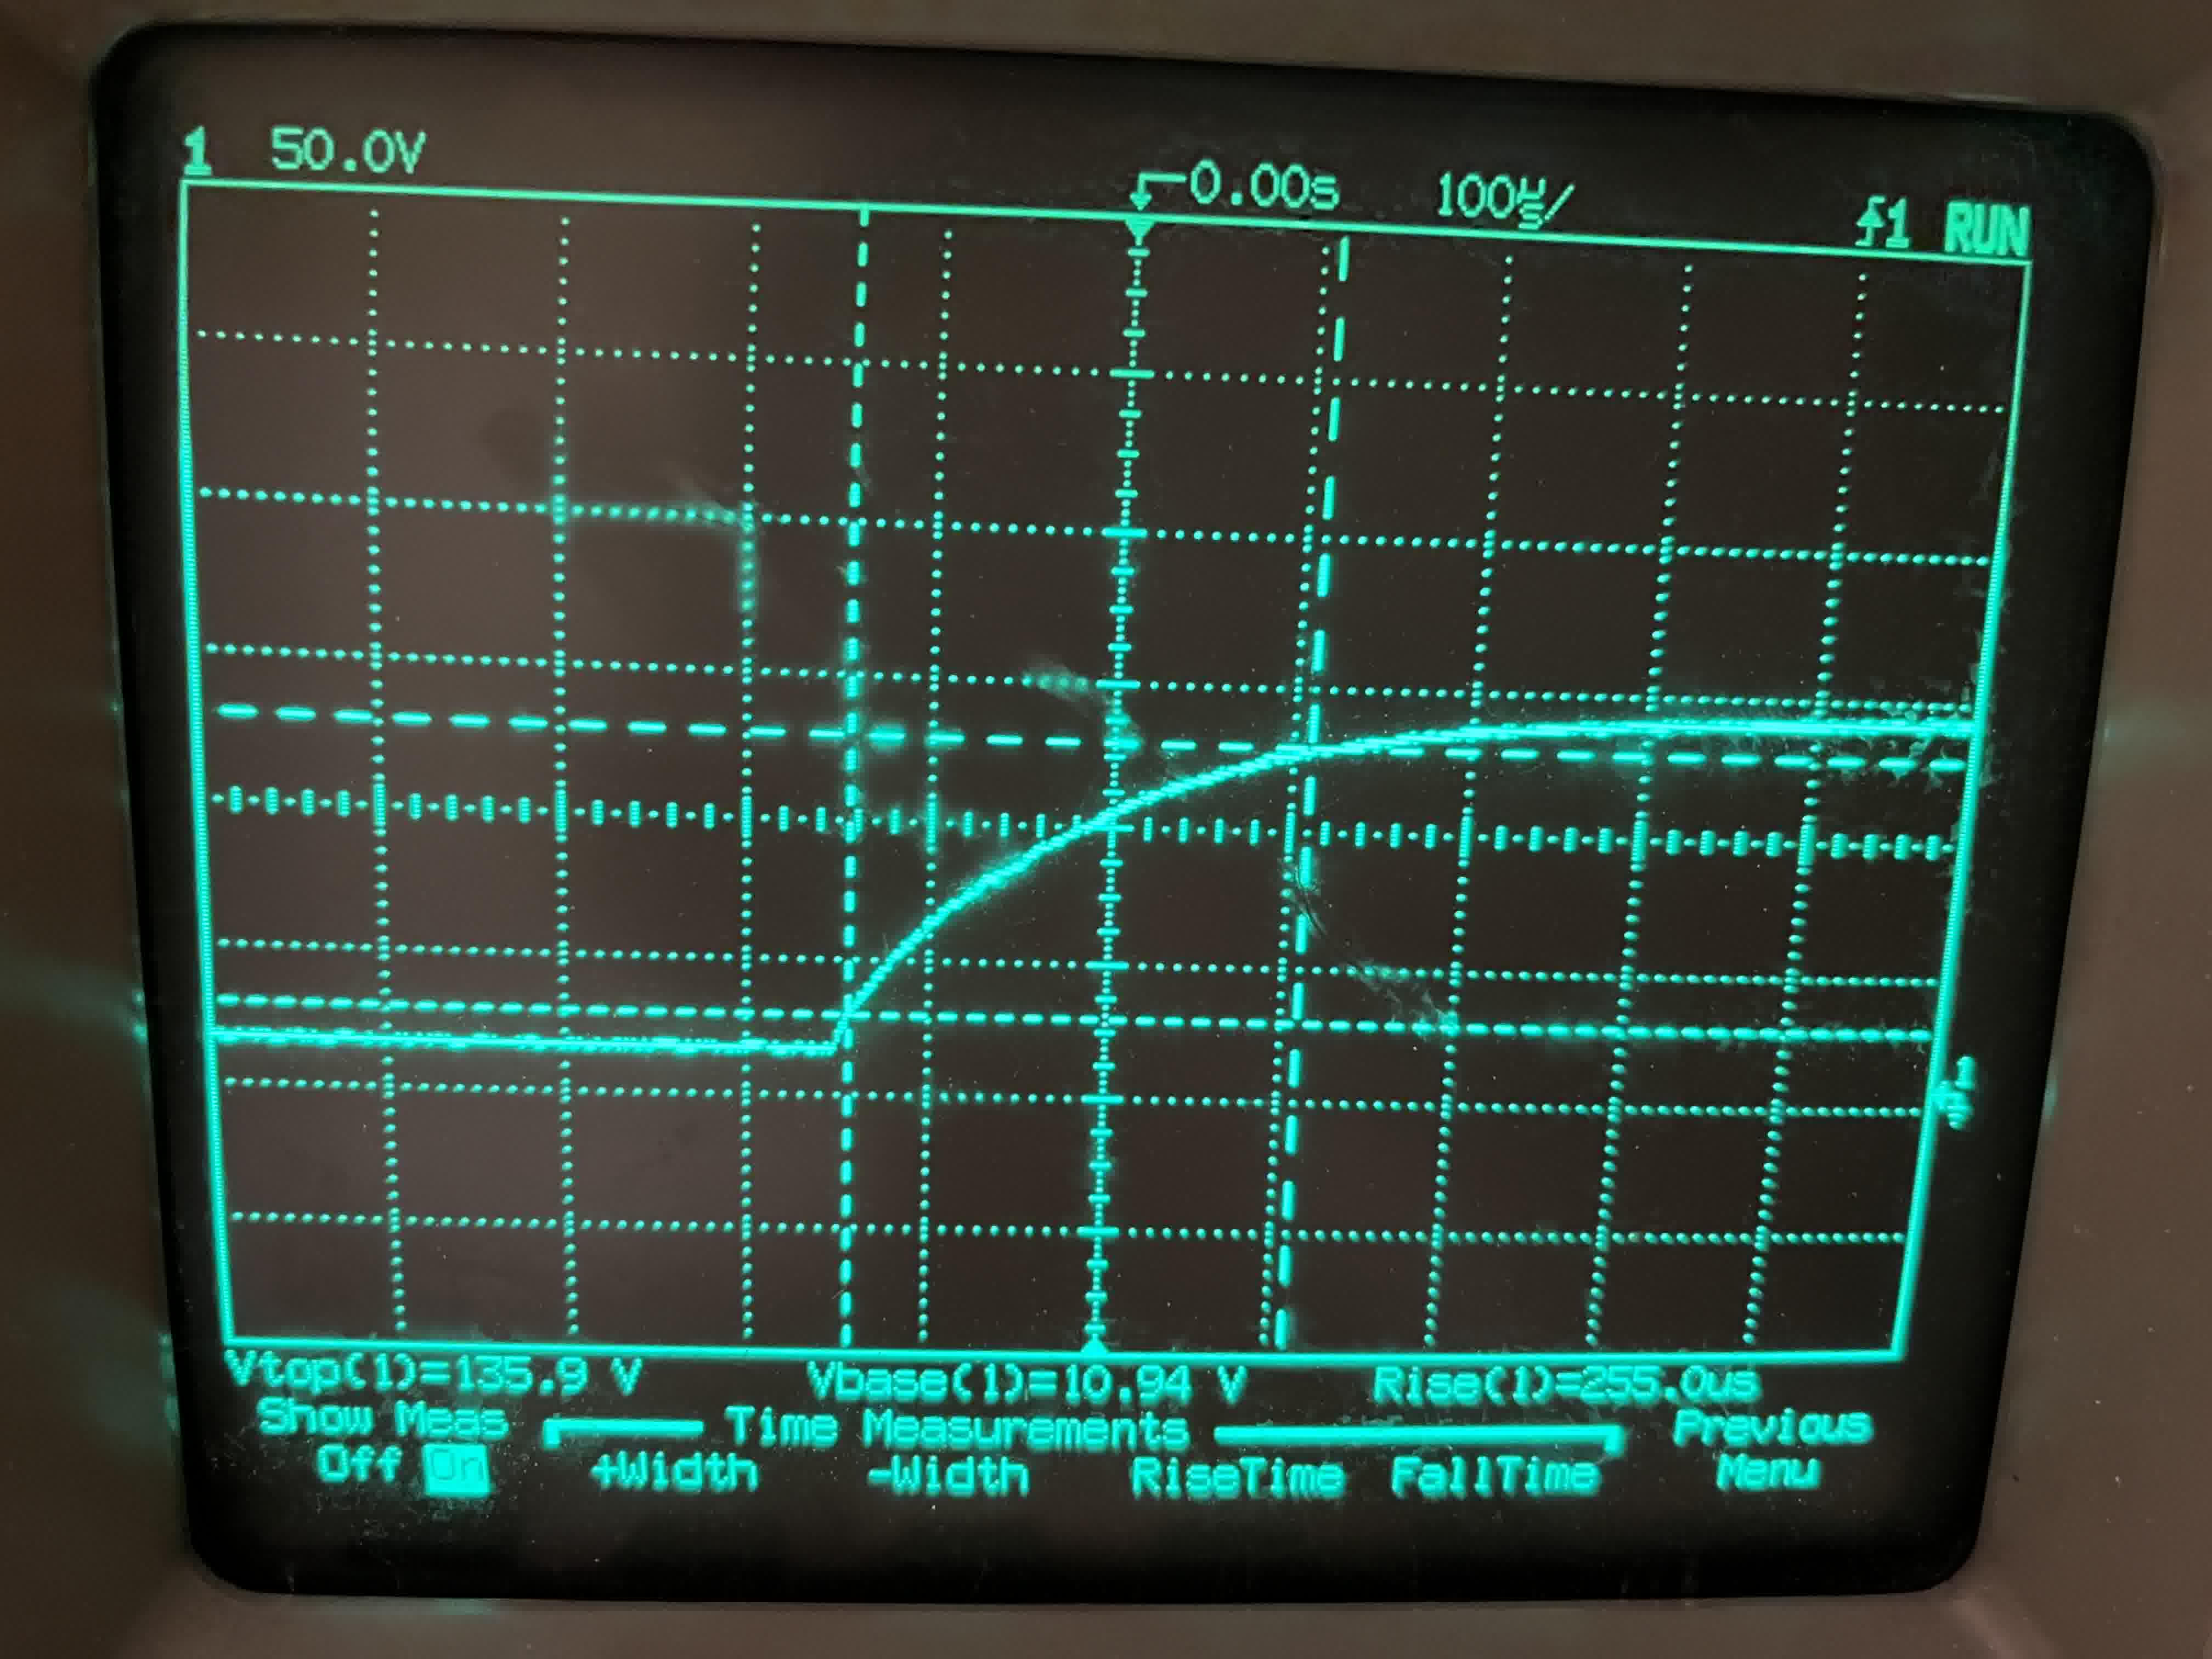 1 50.0V 0.00s 100µs/ 1 RUN
Vtop(1)=135.9 V Vbase(1)=10.94 V Rise(1)=255.0us
Show Meas Time Measurements Previous
Off On +Width -Width RiseTime FallTime Menu